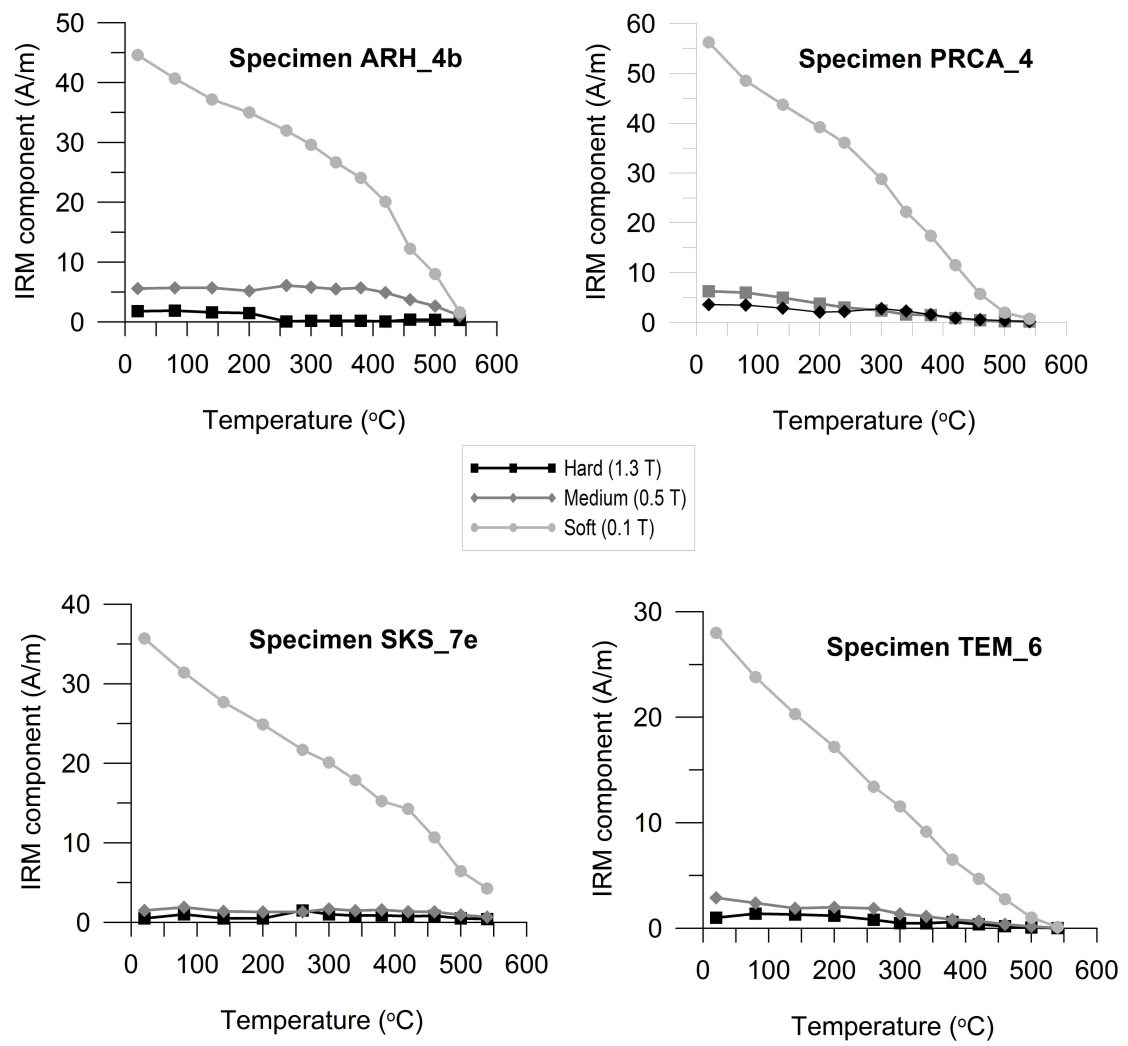 Specimen ARH_4b
IRM component (A/m)
50
40
30
20
10
0
0 100 200 300 400 500 600
Temperature (°C)
Specimen PRCA_4
IRM component (A/m)
60
50
40
30
20
10
0
0 100 200 300 400 500 600
Temperature (°C)
Hard (1.3 T)
Medium (0.5 T)
Soft (0.1 T)
Specimen SKS_7e
IRM component (A/m)
40
30
20
10
0
0 100 200 300 400 500 600
Temperature (°C)
Specimen TEM_6
IRM component (A/m)
30
20
10
0
0 100 200 300 400 500 600
Temperature (°C)